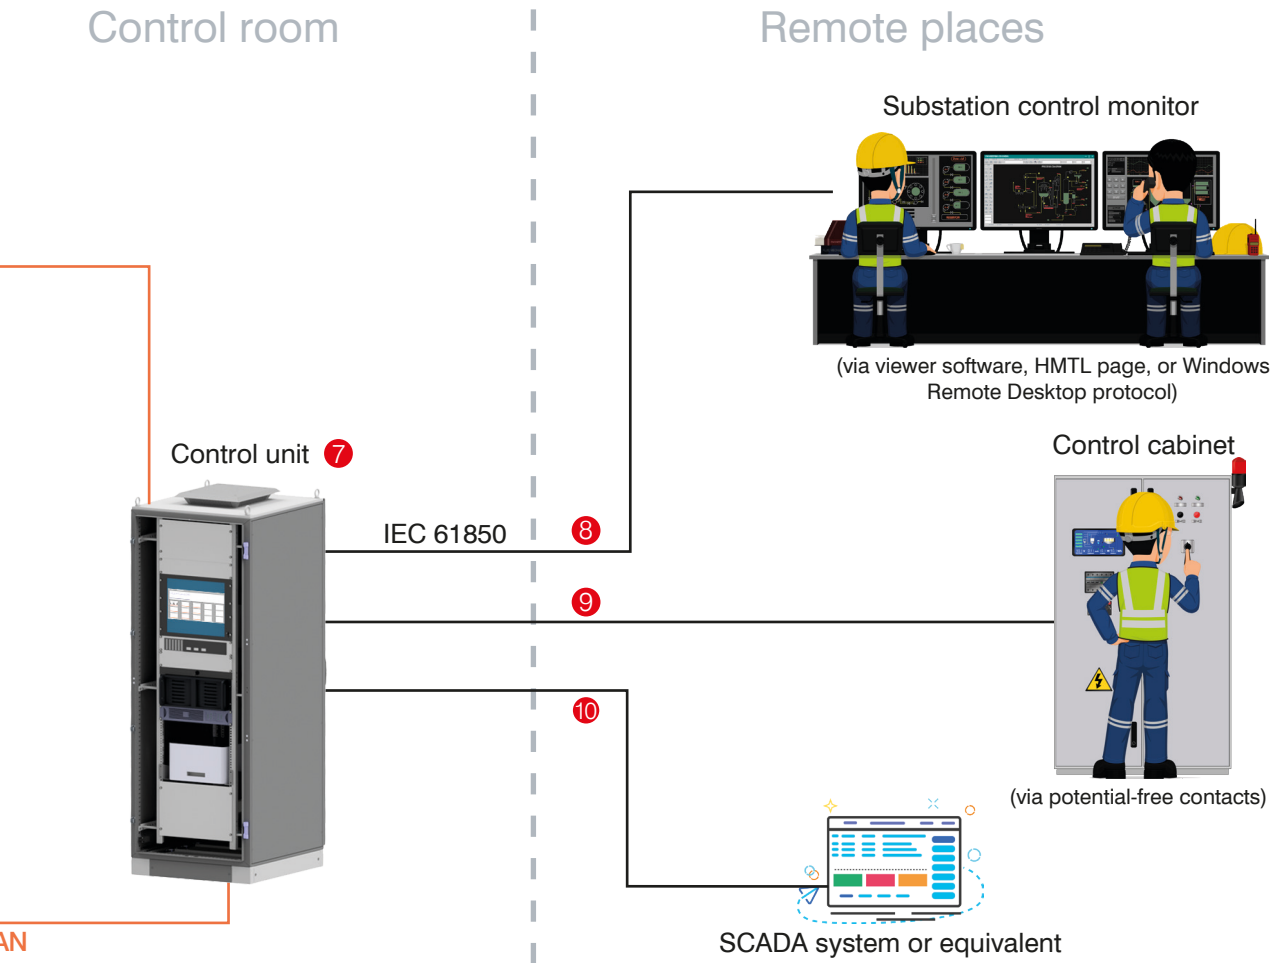 Control room
Remote places
Substation control monitor
(via viewer software, HMTL page, or Windows
Remote Desktop protocol)
Control cabinet
Control unit 7
IEC 61850
8
9
10
(via potential-free contacts)
SCADA system or equivalent
AN